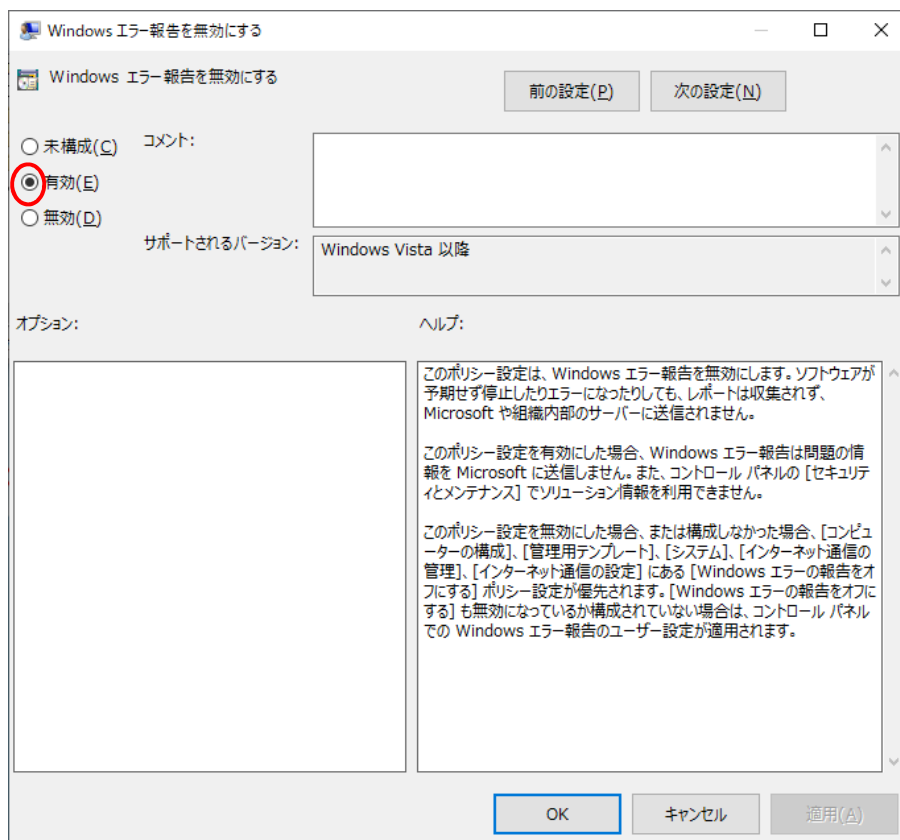 Windows エラー報告を無効にする
Windows エラー報告を無効にする
前の設定(P)
次の設定(N)
未構成(C)
有効(E)
無効(D)
コメント:
サポートされるバージョン:
Windows Vista 以降
オプション:
ヘルプ:
このポリシー設定は、Windows エラー報告を無効にします。ソフトウェアが
予期せず停止したりエラーになったりしても、レポートは収集されず、
Microsoft や組織内部のサーバーに送信されません。
このポリシー設定を有効にした場合、Windows エラー報告は問題の情
報を Microsoft に送信しません。また、コントロール パネルの [セキュリテ
ィとメンテナンス] でソリューション情報を利用できません。
このポリシー設定を無効にした場合、または構成しなかった場合、[コンピュ
ーターの構成]、[管理用テンプレート]、[システム]、[インターネット通信の
管理]、[インターネット通信の設定] にある [Windows エラーの報告をオ
フにする] ポリシー設定が優先されます。[Windows エラーの報告をオフに
する] も無効になっているか構成されていない場合は、コントロール パネル
での Windows エラー報告のユーザー設定が適用されます。
OK
キャンセル
適用(A)